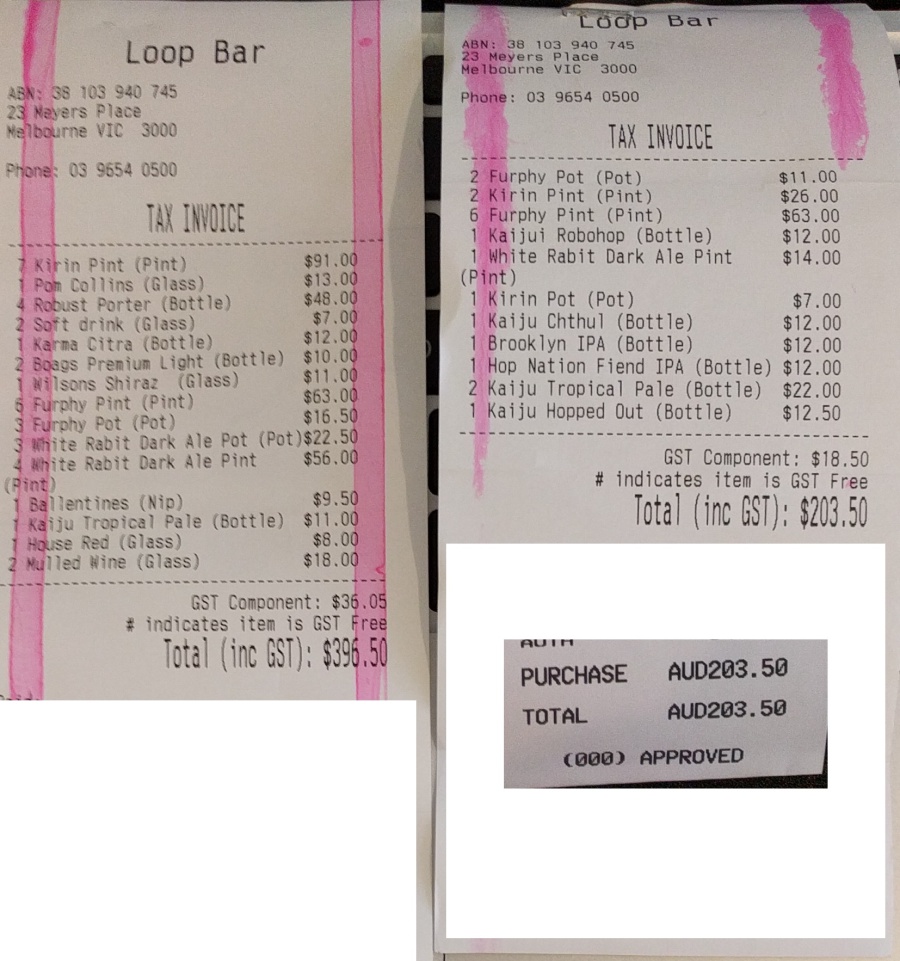 Loop Bar
ABN: 38 103 940 745
23 Meyers Place
Melbourne VIC 3000
Phone: 03 9654 0500
TAX INVOICE
7 Kirin Pint (Pint) $91.00
1 Pom Collins (Glass) $13.00
4 Robust Porter (Bottle) $48.00
2 Soft drink (Glass) $7.00
1 Karma Citra (Bottle) $12.00
2 Boags Premium Light (Bottle) $10.00
1 Wilsons Shiraz (Glass) $11.00
6 Furphy Pint (Pint) $63.00
3 Furphy Pot (Pot) $16.50
3 White Rabit Dark Ale Pot (Pot)$22.50
4 White Rabit Dark Ale Pint $56.00
(Pint)
1 Ballentines (Nip) $9.50
1 Kaiju Tropical Pale (Bottle) $11.00
1 House Red (Glass) $8.00
2 Mulled Wine (Glass) $18.00
GST Component: $36.05
# indicates item is GST Free
Total (inc GST): $396.50
Loop Bar
ABN: 38 103 940 745
23 Meyers Place
Melbourne VIC 3000
Phone: 03 9654 0500
TAX INVOICE
2 Furphy Pot (Pot) $11.00
2 Kirin Pint (Pint) $26.00
6 Furphy Pint (Pint) $63.00
1 Kaijui Robohop (Bottle) $12.00
1 White Rabit Dark Ale Pint $14.00
(Pint)
1 Kirin Pot (Pot) $7.00
1 Kaiju Chthul (Bottle) $12.00
1 Brooklyn IPA (Bottle) $12.00
1 Hop Nation Fiend IPA (Bottle) $12.00
2 Kaiju Tropical Pale (Bottle) $22.00
1 Kaiju Hopped Out (Bottle) $12.50
GST Component: $18.50
# indicates item is GST Free
Total (inc GST): $203.50
AUTH
PURCHASE AUD203.50
TOTAL AUD203.50
(000) APPROVED